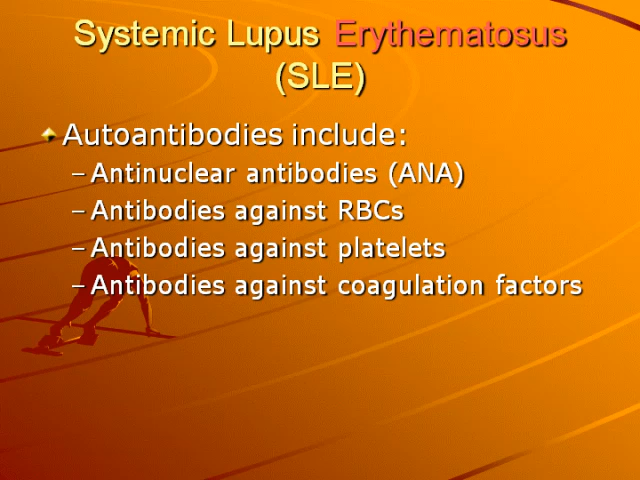 Systemic Lupus Erythematosus
(SLE)
Autoantibodies include:
– Antinuclear antibodies (ANA)
– Antibodies against RBCs
– Antibodies against platelets
– Antibodies against coagulation factors